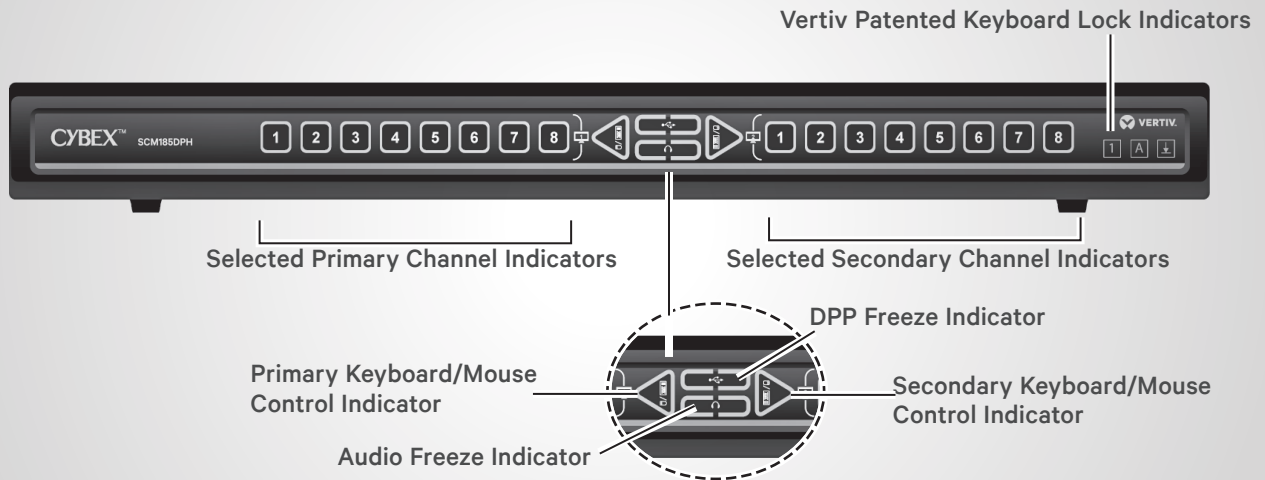 Vertiv Patented Keyboard Lock Indicators
CYBEX™ SCM185DPH
1 2 3 4 5 6 7 8
1
2
1 2 3 4 5 6 7 8
VERTIV.
1 A
Selected Primary Channel Indicators
Selected Secondary Channel Indicators
DPP Freeze Indicator
Primary Keyboard/Mouse
Control Indicator
Secondary Keyboard/Mouse
Control Indicator
Audio Freeze Indicator